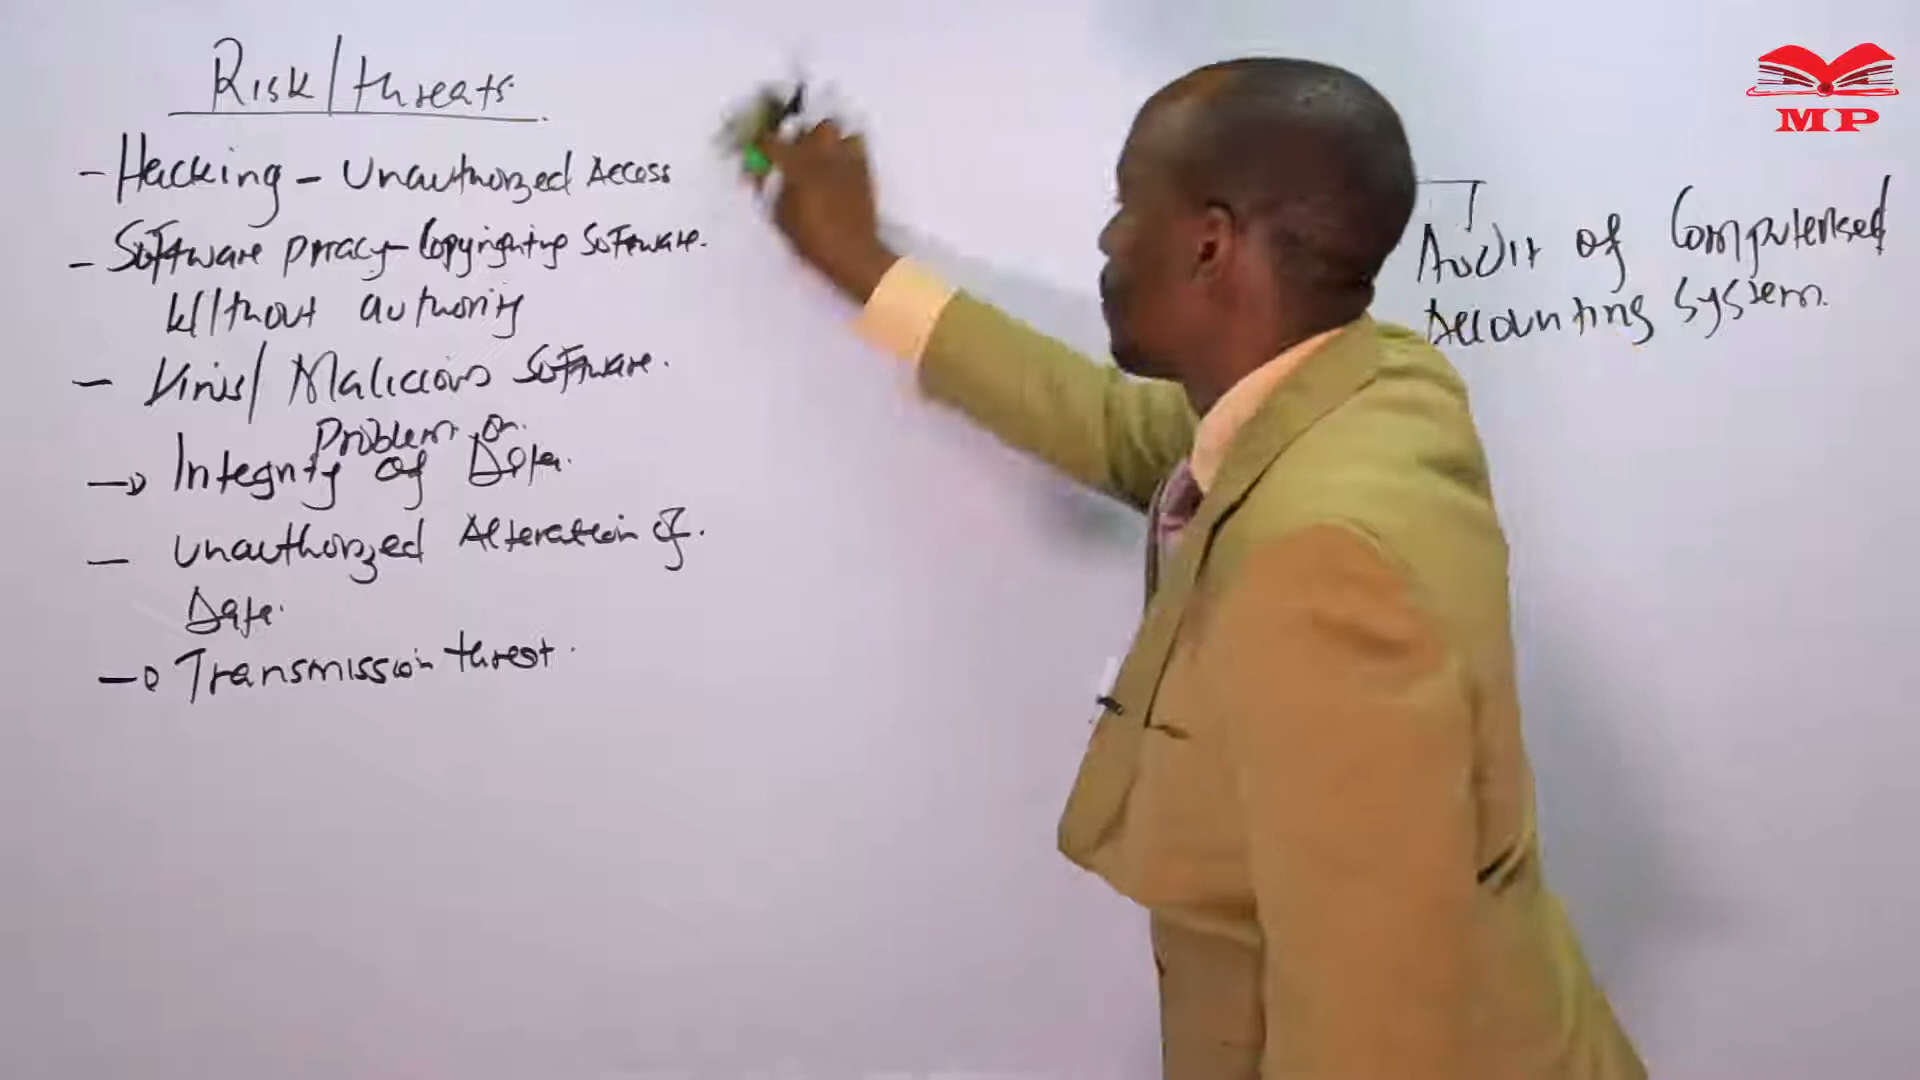 Risk/threats
- Hacking - Unauthorized Access
- Software piracy - Copyrighting Software.
Without authority
- Virus/Malicious Software.
Problem on
→ Integrity of Data.
- unauthorized Alteration of.
Data.
→ Transmission threat.
MP
Audit of Computerised
Accounting System.